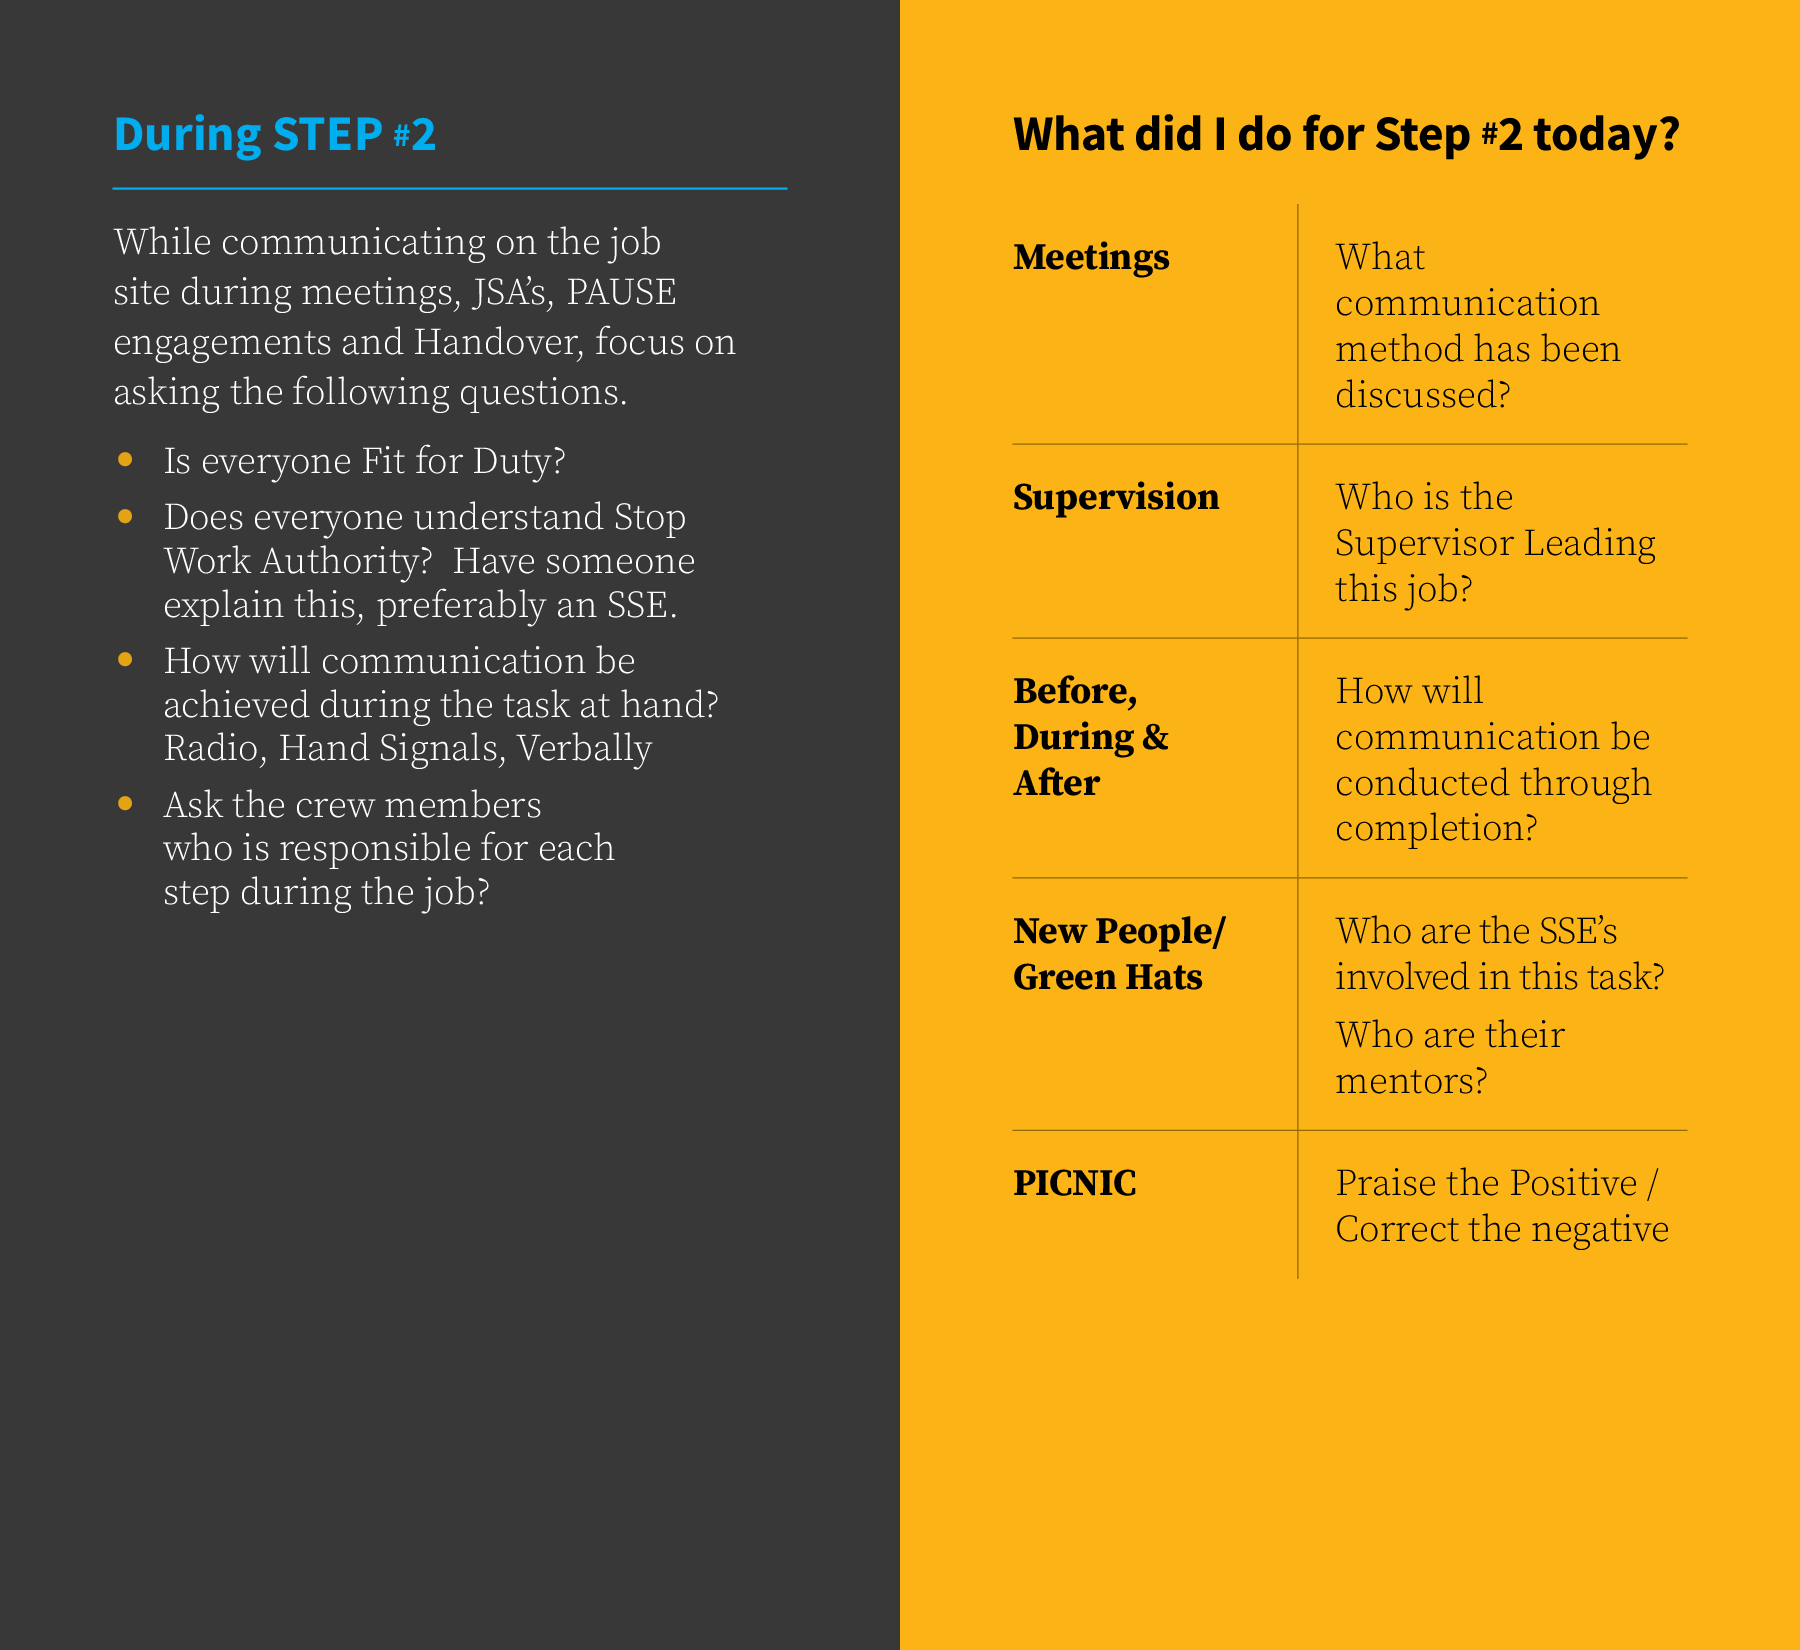 During STEP #2
While communicating on the job
site during meetings, JSA’s, PAUSE
engagements and Handover, focus on
asking the following questions.
• Is everyone Fit for Duty?
• Does everyone understand Stop
Work Authority?  Have someone
explain this, preferably an SSE.
• How will communication be
achieved during the task at hand?
Radio, Hand Signals, Verbally
• Ask the crew members
who is responsible for each
step during the job?
What did I do for Step #2 today?
Meetings
What
communication
method has been
discussed?
Supervision
Who is the
Supervisor Leading
this job?
Before,
During &
After
How will
communication be
conducted through
completion?
New People/
Green Hats
Who are the SSE’s
involved in this task?
Who are their
mentors?
PICNIC
Praise the Positive /
Correct the negative